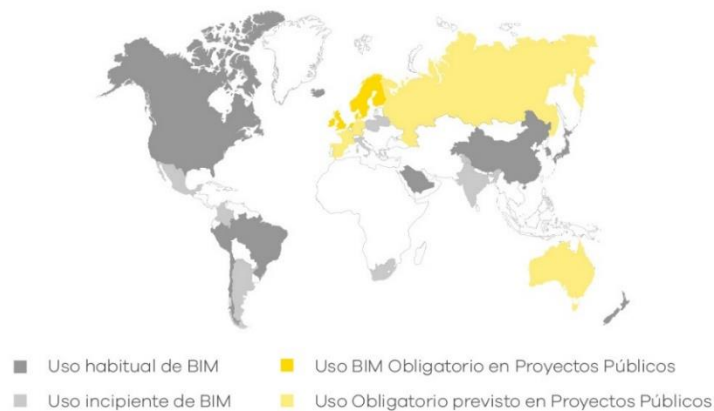 Uso habitual de BIM
Uso BIM Obligatorio en Proyectos Públicos
Uso incipiente de BIM
Uso Obligatorio previsto en Proyectos Públicos